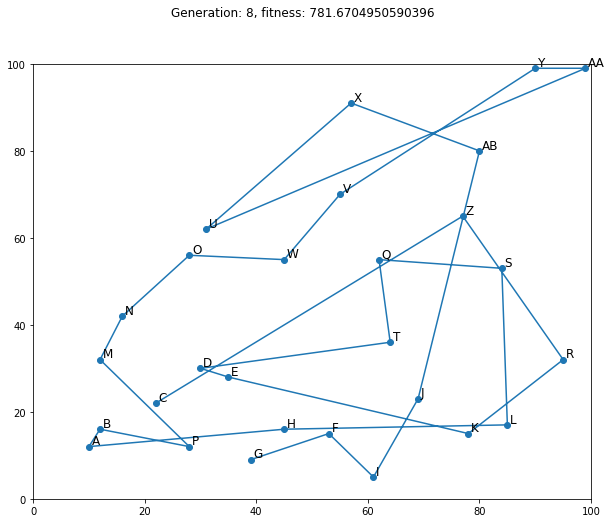 Generation: 8, fitness: 781.6704950590396
100
Y
AA
X
80
AB
V
U
Z
60
O
W
Q
S
N
40
T
M
R
D
E
J
C
20
B
H
L
F
K
A
P
G
I
0
0
20
40
60
80
100